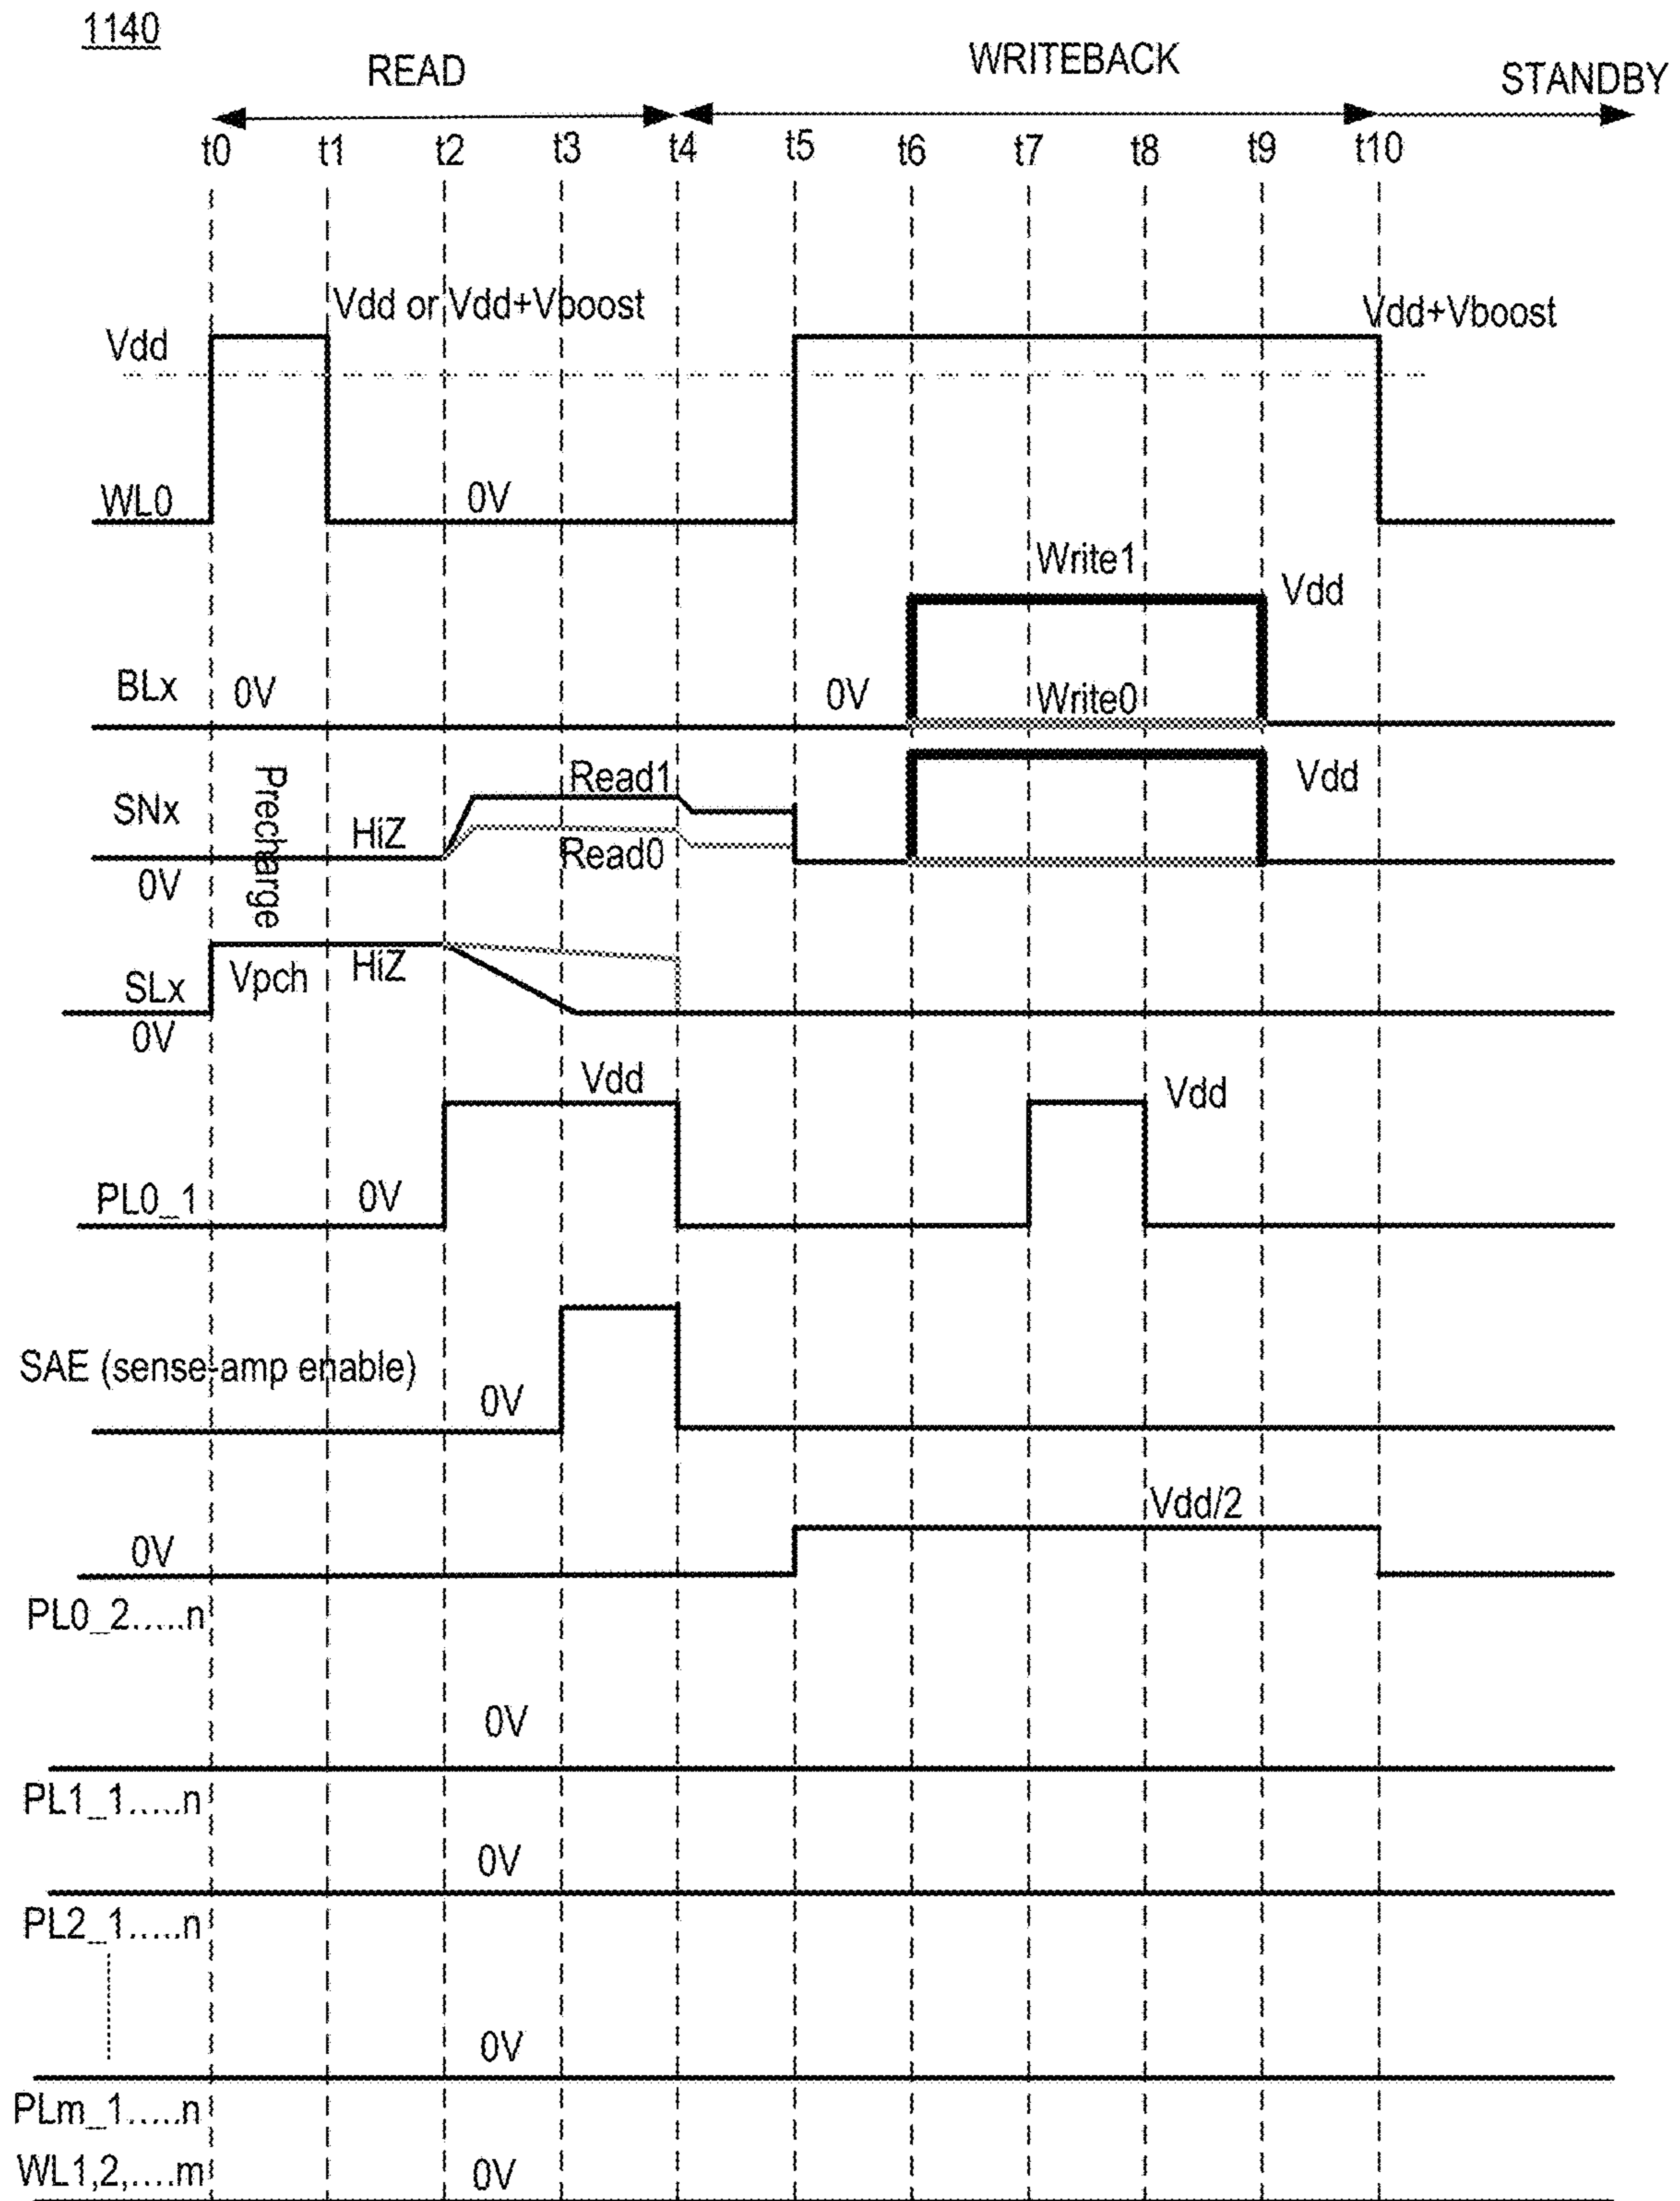 1140
READ
WRITEBACK
STANDBY
t0 t1 t2 t3 t4 t5 t6 t7 t8 t9 t10
Vdd or Vdd+Vboost
Vdd+Vboost
Vdd
WL0
0V
Write1
Vdd
BLx
0V
0V
Write0
Precharge
SNx
HiZ
Read1
Read0
Vdd
0V
SLx
Vpch
HiZ
0V
Vdd
Vdd
PL0_1
0V
SAE (sense-amp enable)
0V
Vdd/2
0V
PL0_2.....n
0V
PL1_1.....n
0V
PL2_1.....n
0V
PLm_1.....n
WL1,2,....m
0V